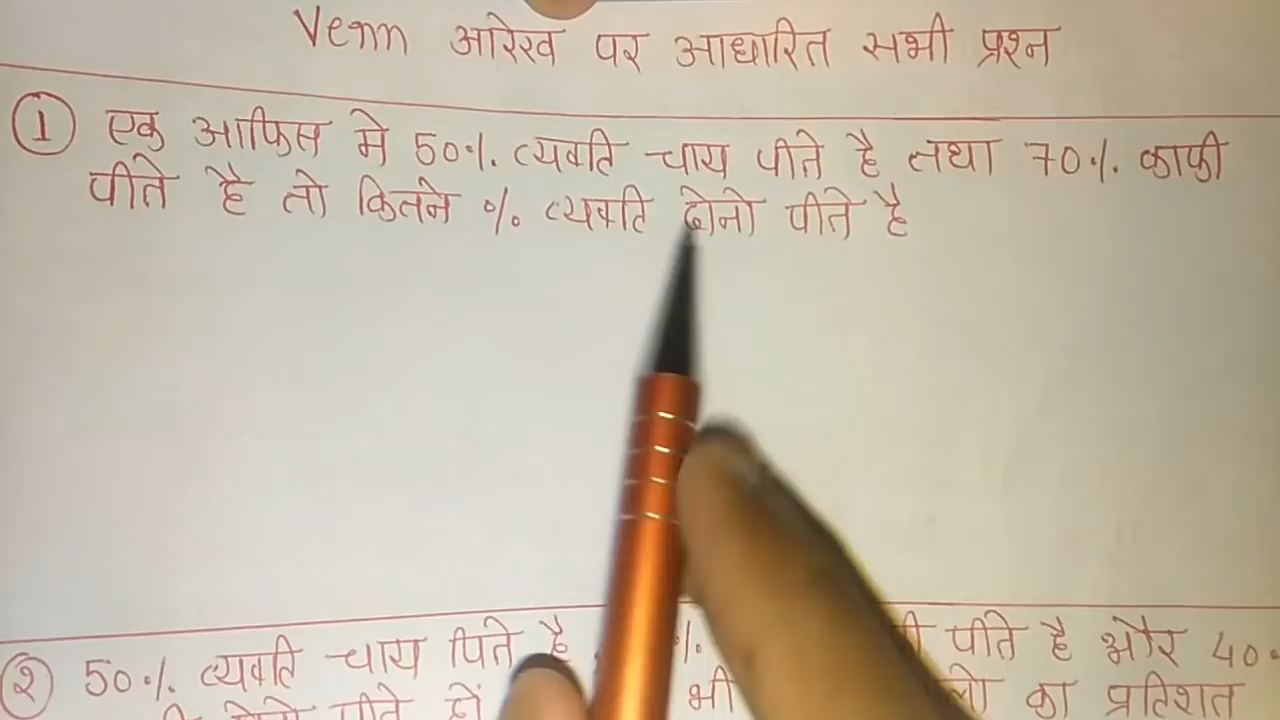 Venn आरेख पर आधारित सभी प्रश्न
① एक आफिस मे 50% व्यक्ति चाय पीते है तथा 70% काफी
पीते है तो कितने % व्यक्ति दोनो पीते है
② 50% व्यक्ति चाय पिते है % पीते है और 40
पीते हों भी का प्रतिशत